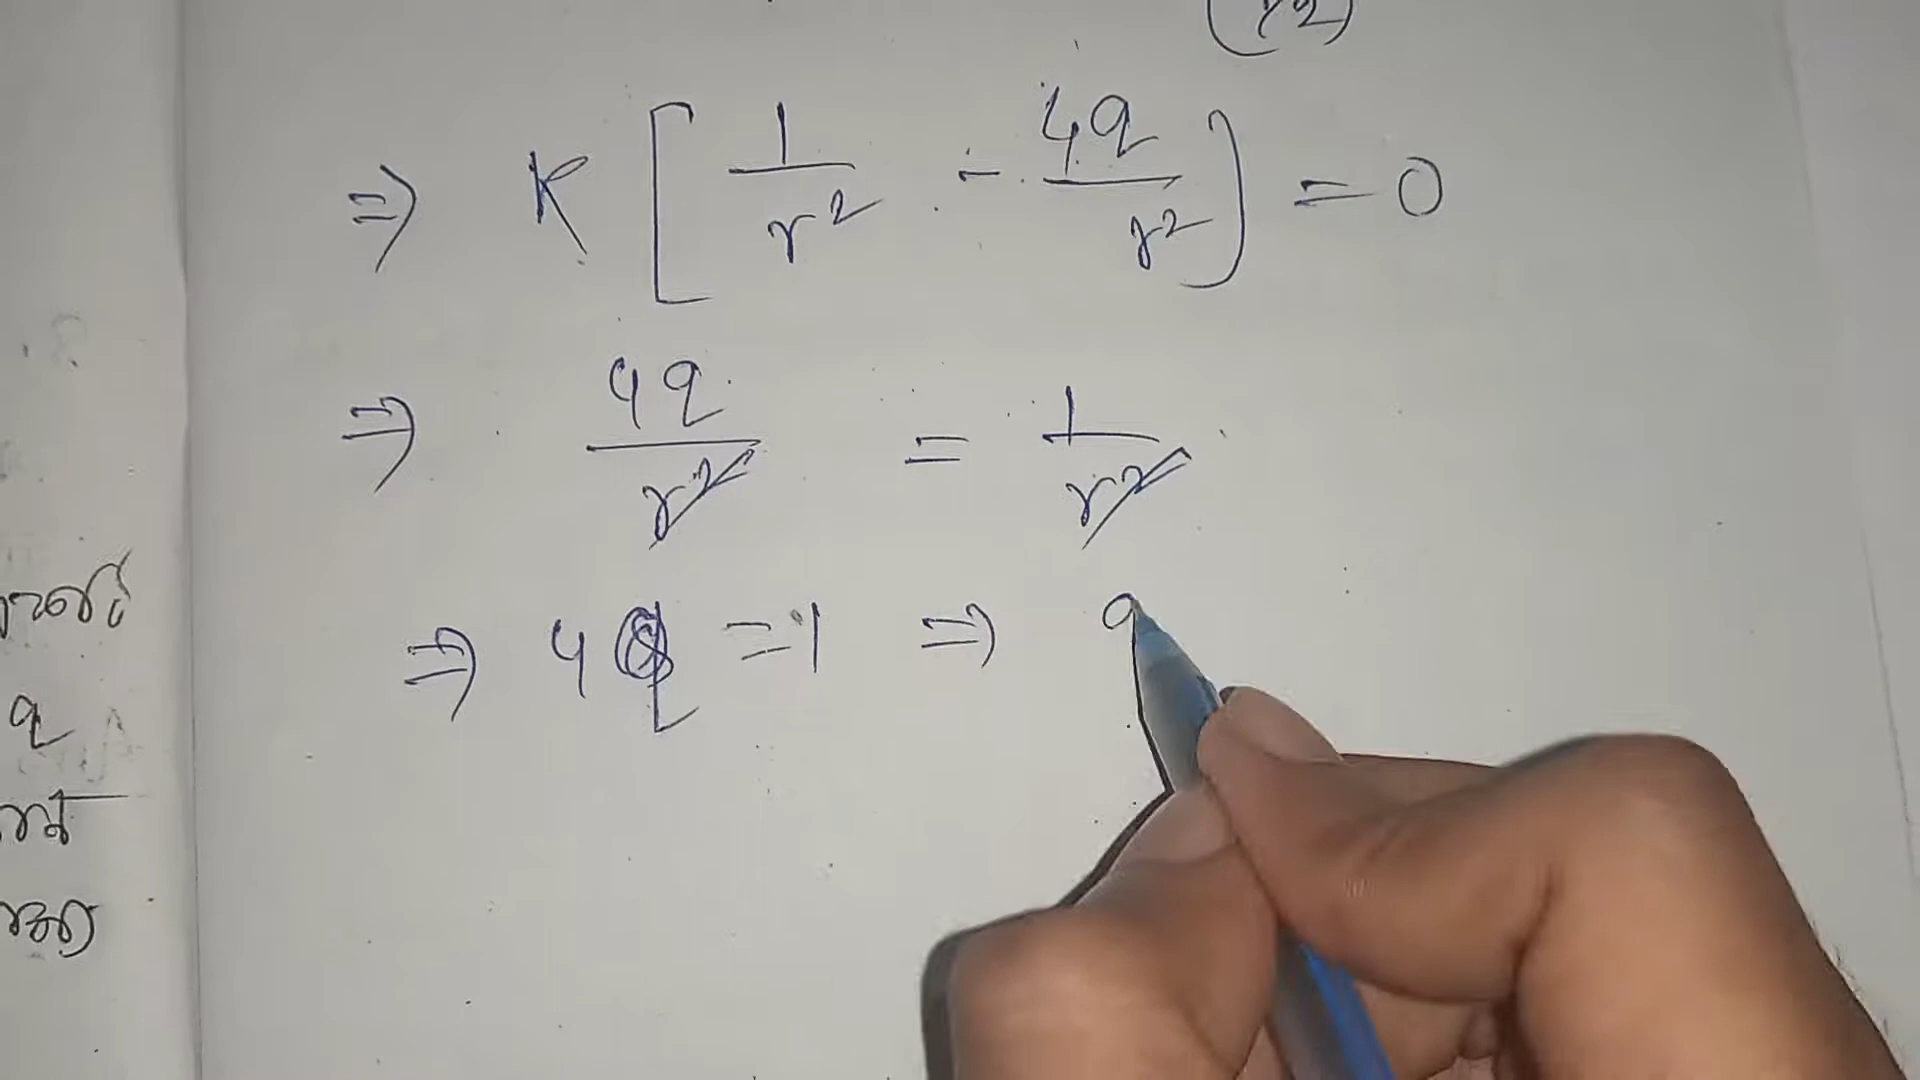 ⇒ K [ 1/r² - 4q/r² ] = 0
⇒ 4q/r² = 1/r²
⇒ 4q = 1 ⇒ q
q